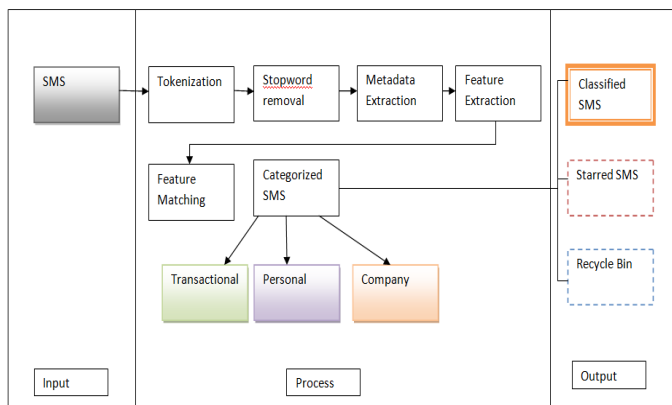 SMS
Tokenization
Stopword
removal
Metadata
Extraction
Feature
Extraction
Classified
SMS
Feature
Matching
Categorized
SMS
Starred SMS
Transactional
Personal
Company
Recycle Bin
Input
Process
Output